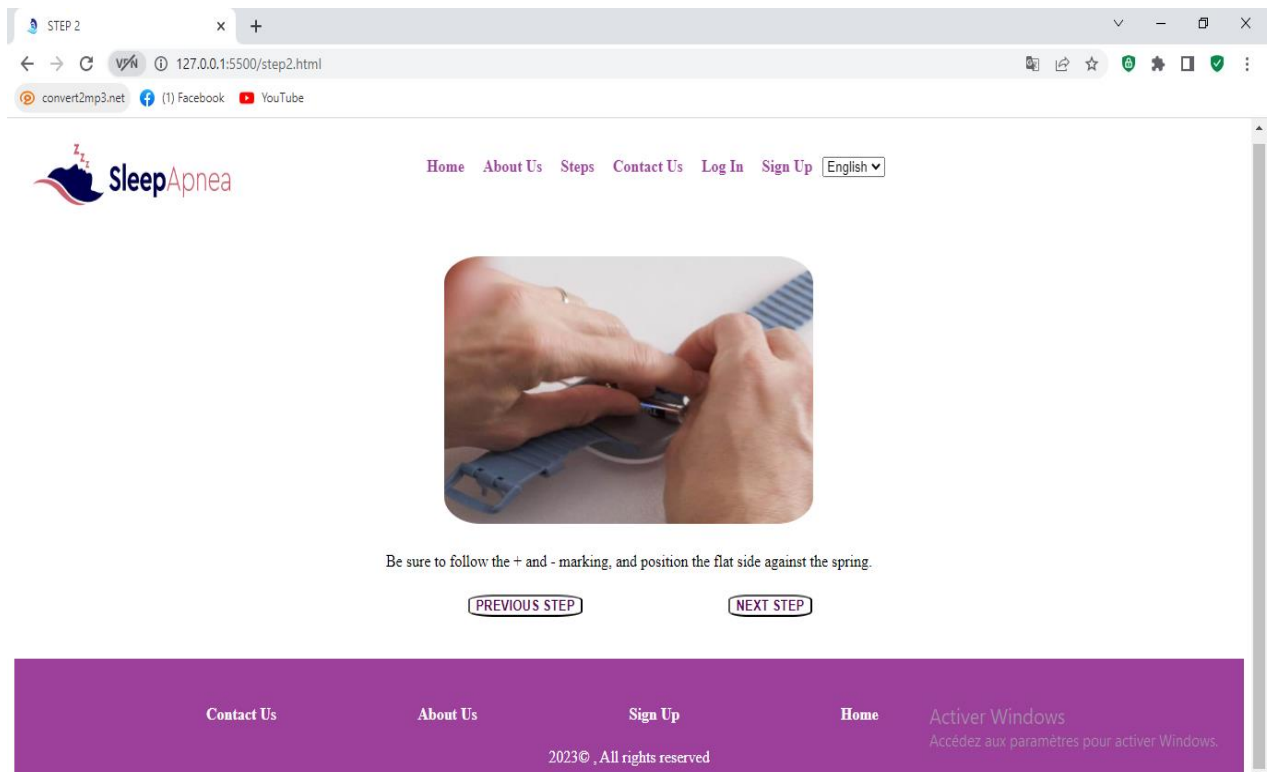 STEP 2
127.0.0.1:5500/step2.html
convert2mp3.net (1) Facebook YouTube
z z z
SleepApnea
Home About Us Steps Contact Us Log In Sign Up English
Be sure to follow the + and - marking, and position the flat side against the spring.
PREVIOUS STEP NEXT STEP
Contact Us About Us Sign Up Home
Activer Windows
Accédez aux paramètres pour activer Windows.
2023© , All rights reserved